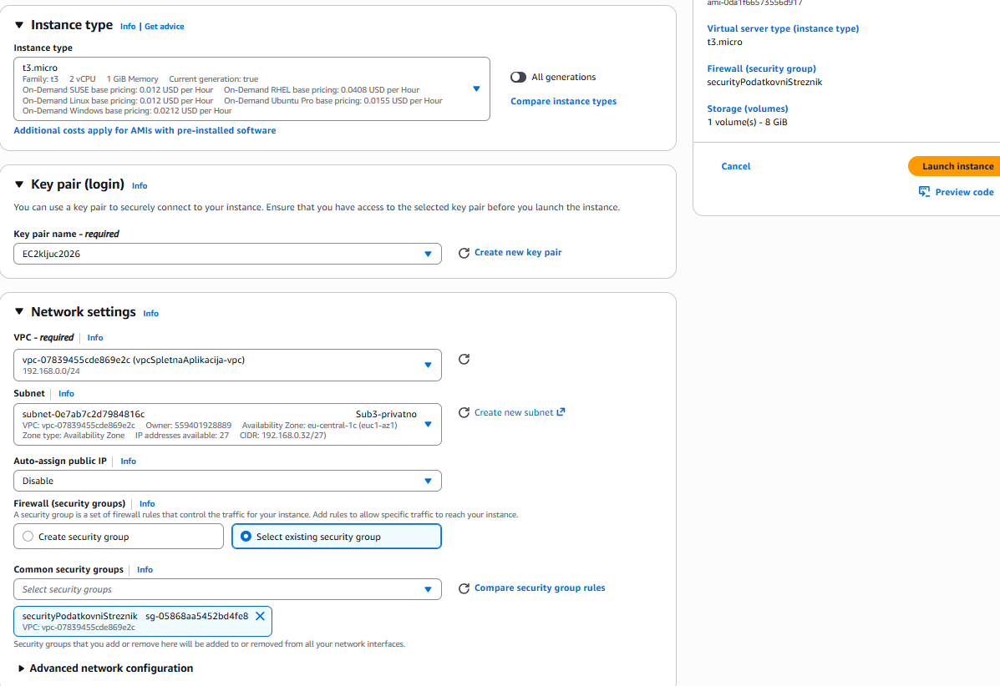 Instance type Info | Get advice
Instance type
t3.micro
Family: t3 2 vCPU 1 GiB Memory Current generation: true
On-Demand SUSE base pricing: 0.012 USD per Hour On-Demand RHEL base pricing: 0.0408 USD per Hour
On-Demand Linux base pricing: 0.012 USD per Hour On-Demand Ubuntu Pro base pricing: 0.0155 USD per Hour
On-Demand Windows base pricing: 0.0212 USD per Hour
All generations
Compare instance types
Additional costs apply for AMIs with pre-installed software
Key pair (login) Info
You can use a key pair to securely connect to your instance. Ensure that you have access to the selected key pair before you launch the instance.
Key pair name - required
EC2kljuc2026
Create new key pair
Network settings Info
VPC - required | Info
vpc-07839455cde869e2c (vpcSpletnaAplikacija-vpc)
192.168.0.0/24
Subnet | Info
subnet-0e7ab7c2d7984816c Sub3-privatno
VPC: vpc-07839455cde869e2c Owner: 559401928889 Availability Zone: eu-central-1c (euc1-az1)
Zone type: Availability Zone IP addresses available: 27 CIDR: 192.168.0.32/27)
Create new subnet
Auto-assign public IP | Info
Disable
Firewall (security groups) | Info
A security group is a set of firewall rules that control the traffic for your instance. Add rules to allow specific traffic to reach your instance.
Create security group
Select existing security group
Common security groups | Info
Select security groups
Compare security group rules
securityPodatkovniStreznik sg-05868aa5452bd4fe8
VPC: vpc-07839455cde869e2c
Security groups that you add or remove here will be added to or removed from all your network interfaces.
Advanced network configuration
ami-0da1f66573556d917
Virtual server type (instance type)
t3.micro
Firewall (security group)
securityPodatkovniStreznik
Storage (volumes)
1 volume(s) - 8 GiB
Cancel
Launch instance
Preview code